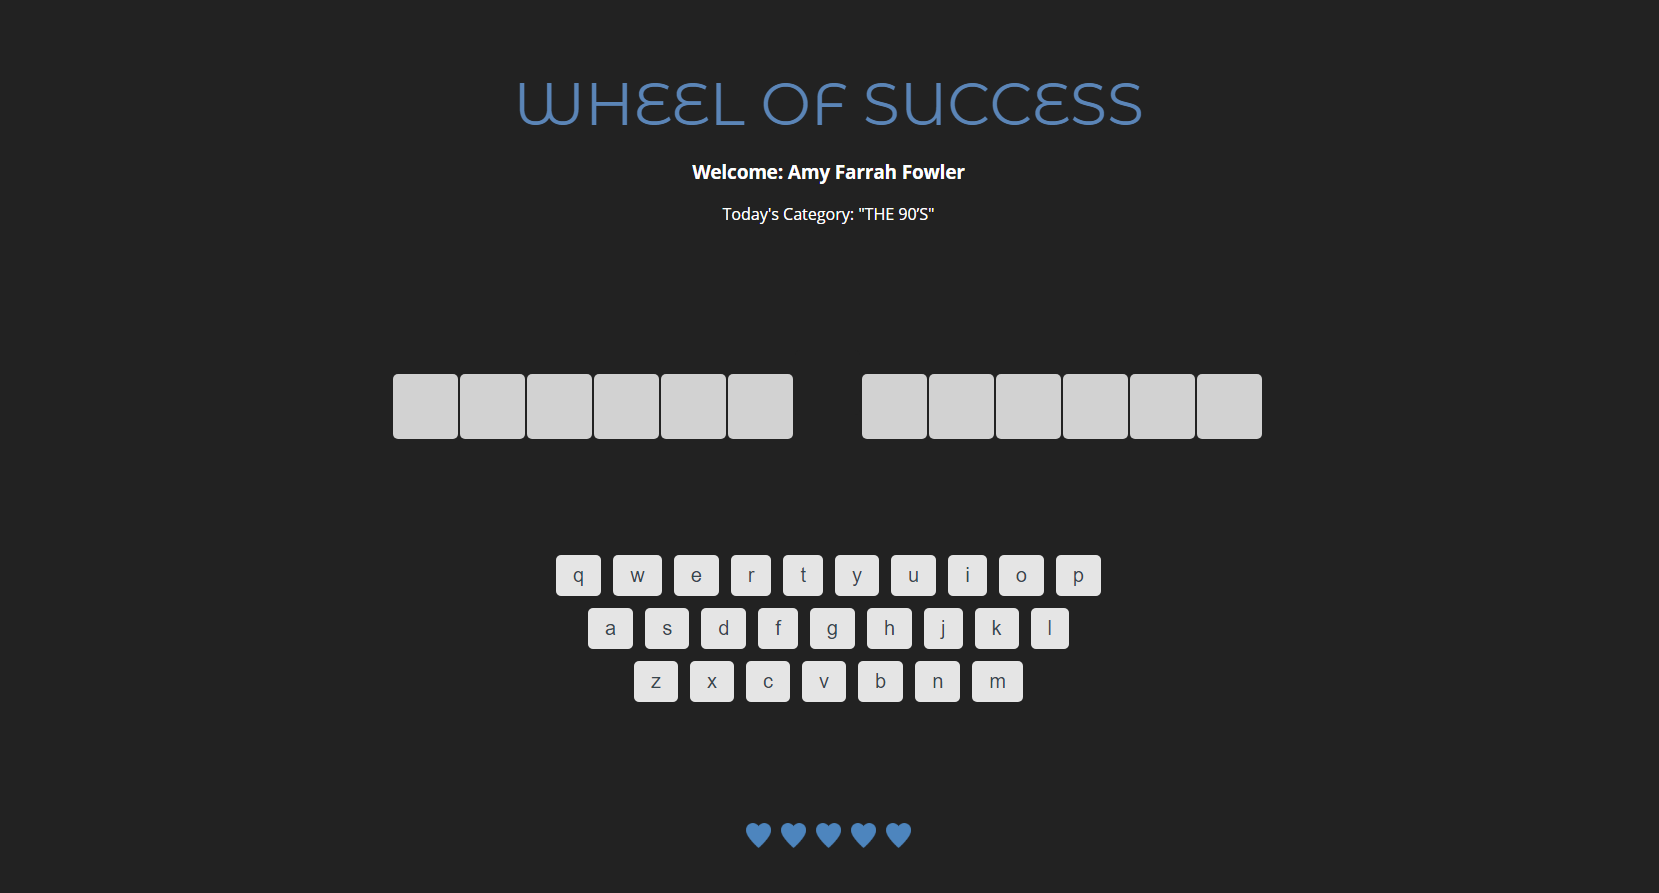 WHEEL OF SUCCESS
Welcome: Amy Farrah Fowler
Today's Category: "THE 90’S"
q w e r t y u i o p
a s d f g h j k l
z x c v b n m